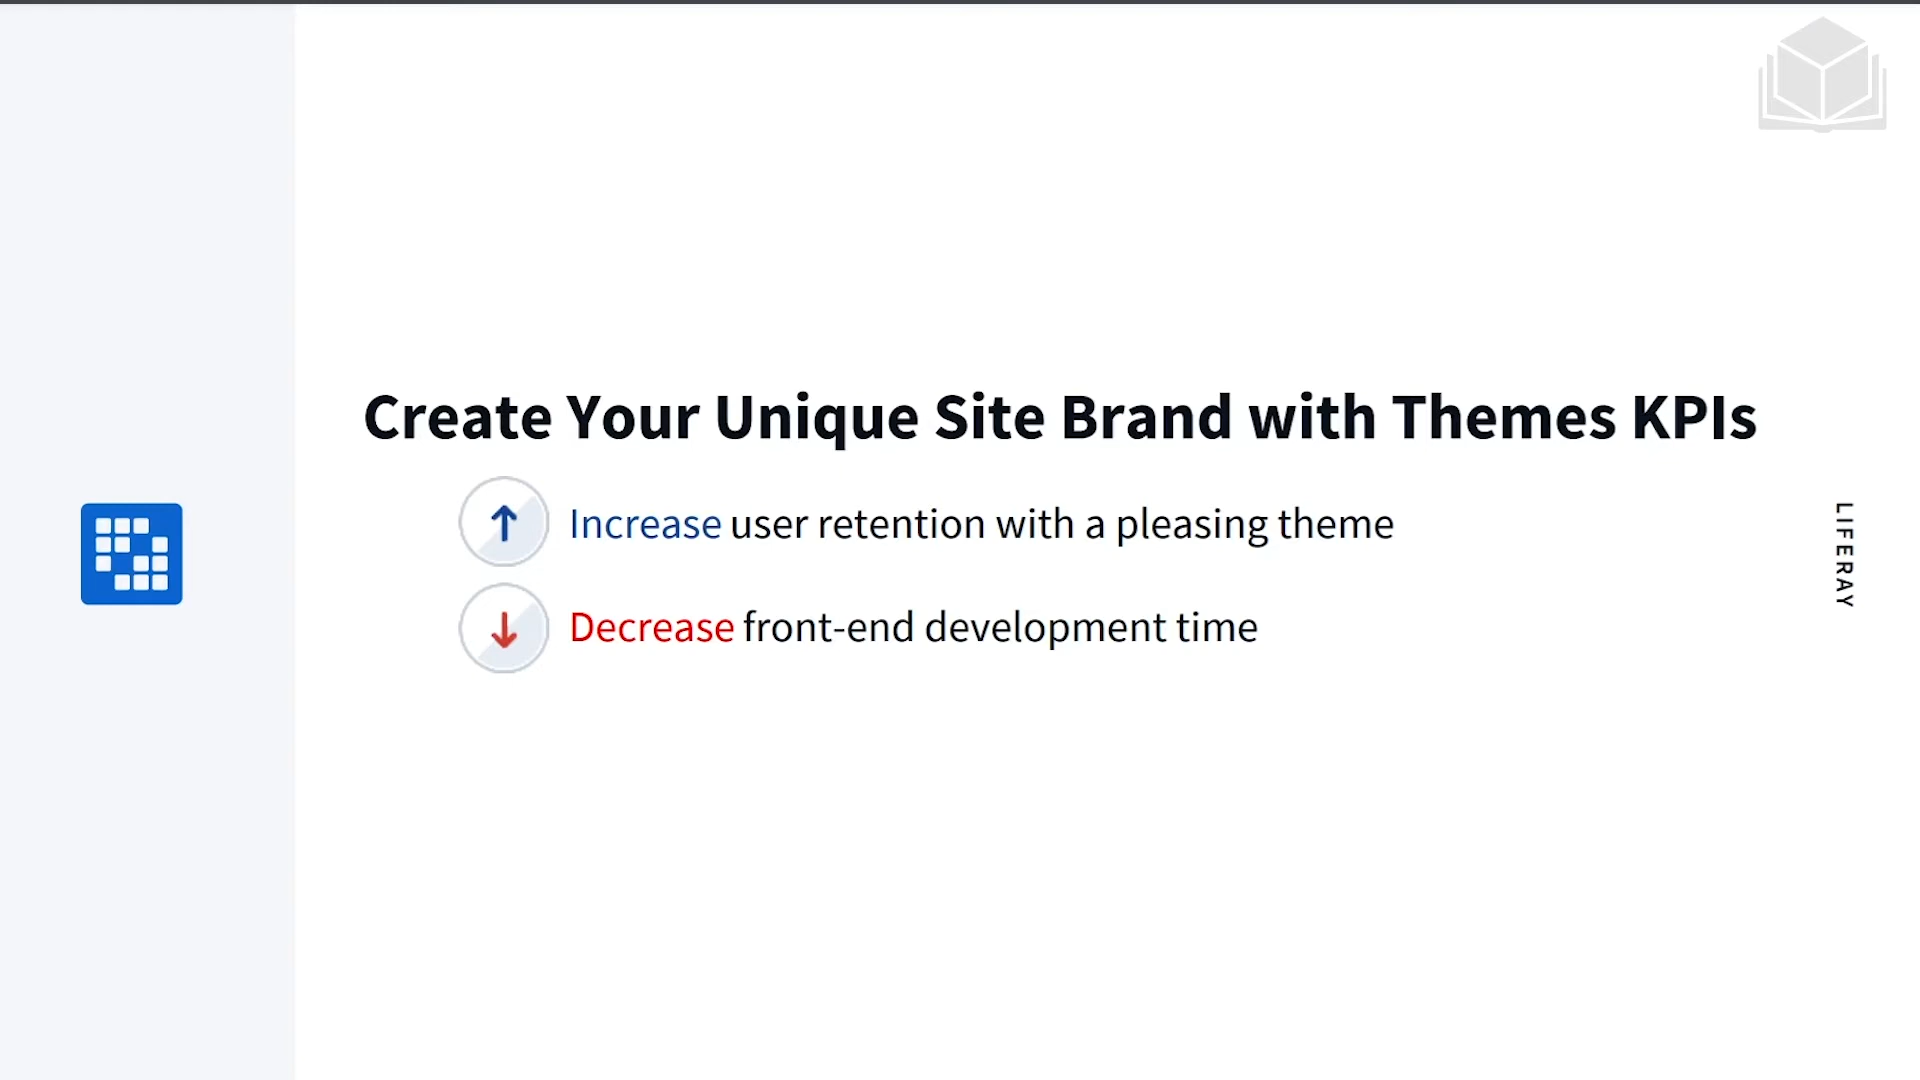 Create Your Unique Site Brand with Themes KPIs
Increase user retention with a pleasing theme
Decrease front-end development time
LIFERAY